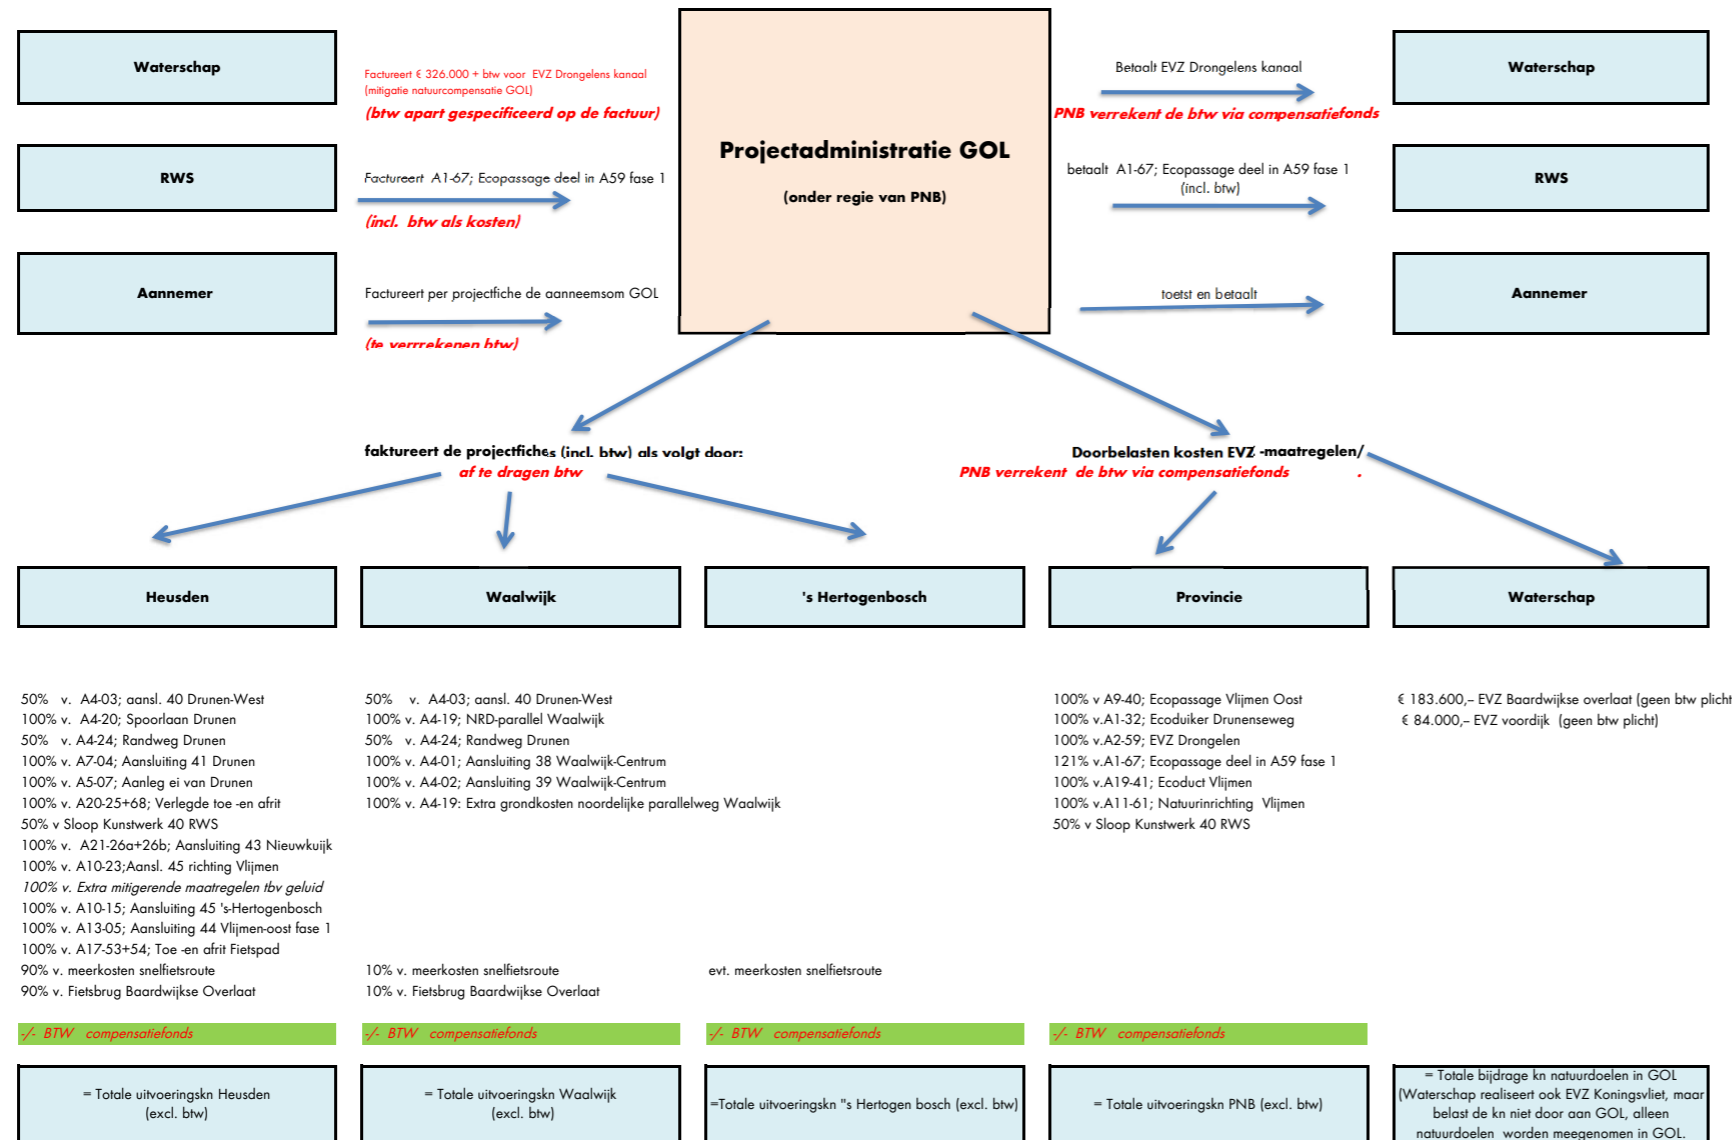 Waterschap
Factureert € 326.000 + btw voor EVZ Drongelens kanaal
(mitigatie natuurcompensatie GOL)
(btw apart gespecificeerd op de factuur)
RWS
Factureert A1-67; Ecopassage deel in A59 fase 1
(incl. btw als kosten)
Aannemer
Factureert per projectfiche de aanneemsom GOL
(te verrrekenen btw)
Projectadministratie GOL
(onder regie van PNB)
Betaalt EVZ Drongelens kanaal
PNB verrekent de btw via compensatiefonds
Waterschap
betaalt A1-67; Ecopassage deel in A59 fase 1
(incl. btw)
RWS
toetst en betaalt
Aannemer
faktureert de projectfiches (incl. btw) als volgt door:
af te dragen btw
Doorbelasten kosten EVZ -maatregelen/
PNB verrekent de btw via compensatiefonds .
Heusden
Waalwijk
's Hertogenbosch
Provincie
Waterschap
50% v. A4-03; aansl. 40 Drunen-West
100% v. A4-20; Spoorlaan Drunen
50% v. A4-24; Randweg Drunen
100% v. A7-04; Aansluiting 41 Drunen
100% v. A5-07; Aanleg ei van Drunen
100% v. A20-25+68; Verlegde toe -en afrit
50% v Sloop Kunstwerk 40 RWS
100% v. A21-26a+26b; Aansluiting 43 Nieuwkuijk
100% v. A10-23;Aansl. 45 richting Vlijmen
100% v. Extra mitigerende maatregelen tbv geluid
100% v. A10-15; Aansluiting 45 's-Hertogenbosch
100% v. A13-05; Aansluiting 44 Vlijmen-oost fase 1
100% v. A17-53+54; Toe -en afrit Fietspad
90% v. meerkosten snelfietsroute
90% v. Fietsbrug Baardwijkse Overlaat
50% v. A4-03; aansl. 40 Drunen-West
100% v. A4-19; NRD-parallel Waalwijk
50% v. A4-24; Randweg Drunen
100% v. A4-01; Aansluiting 38 Waalwijk-Centrum
100% v. A4-02; Aansluiting 39 Waalwijk-Centrum
100% v. A4-19: Extra grondkosten noordelijke parallelweg Waalwijk
10% v. meerkosten snelfietsroute
10% v. Fietsbrug Baardwijkse Overlaat
evt. meerkosten snelfietsroute
100% v A9-40; Ecopassage Vlijmen Oost
100% v.A1-32; Ecoduiker Drunenseweg
100% v.A2-59; EVZ Drongelen
121% v.A1-67; Ecopassage deel in A59 fase 1
100% v.A19-41; Ecoduct Vlijmen
100% v.A11-61; Natuurinrichting Vlijmen
50% v Sloop Kunstwerk 40 RWS
€ 183.600,– EVZ Baardwijkse overlaat (geen btw plicht
€ 84.000,– EVZ voordijk (geen btw plicht)
-/- BTW compensatiefonds
-/- BTW compensatiefonds
-/- BTW compensatiefonds
-/- BTW compensatiefonds
= Totale uitvoeringskn Heusden
(excl. btw)
= Totale uitvoeringskn Waalwijk
(excl. btw)
=Totale uitvoeringskn "s Hertogen bosch (excl. btw)
= Totale uitvoeringskn PNB (excl. btw)
= Totale bijdrage kn natuurdoelen in GOL
(Waterschap realiseert ook EVZ Koningsvliet, maar
belast de kn niet door aan GOL, alleen
natuurdoelen worden meegenomen in GOL.